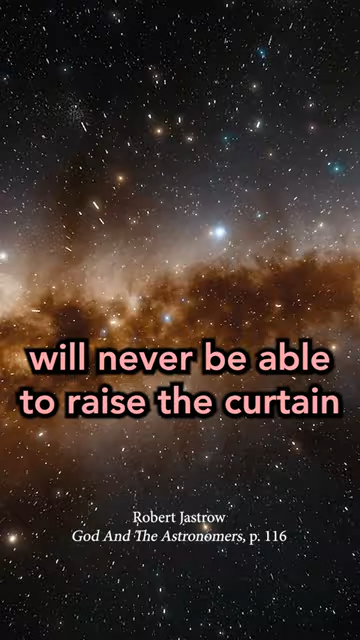 will never be able
to raise the curtain
Robert Jastrow
God And The Astronomers, p. 116